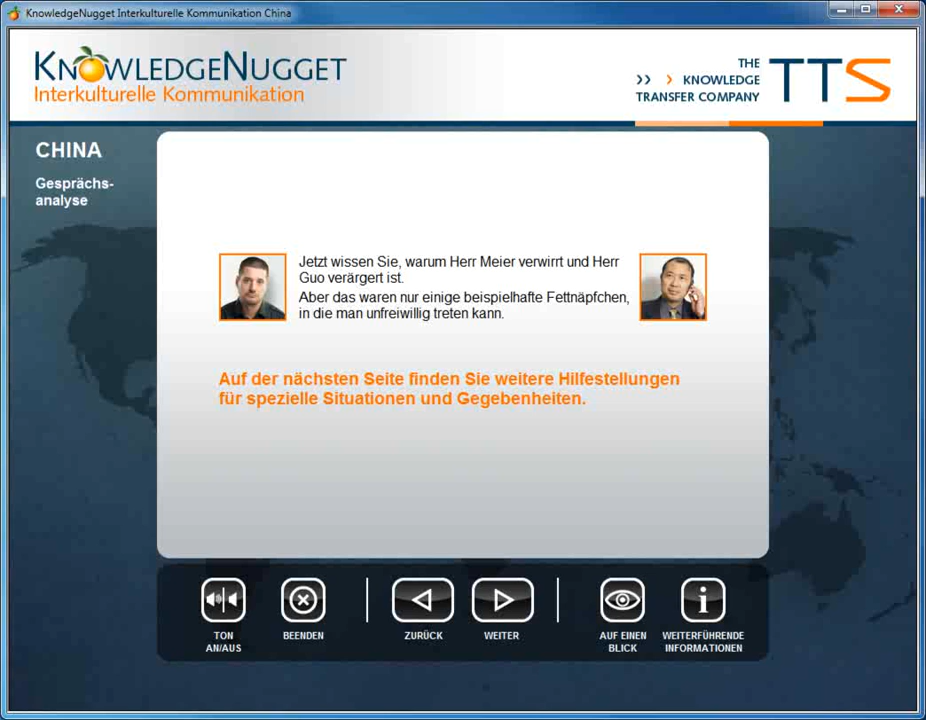 KnowledgeNugget Interkulturelle Kommunikation China
KNOWLEDGENUGGET
Interkulturelle Kommunikation
THE
KNOWLEDGE
TRANSFER COMPANY
TTS
CHINA
Gesprächs-
analyse
Jetzt wissen Sie, warum Herr Meier verwirrt und Herr
Guo verärgert ist.
Aber das waren nur einige beispielhafte Fettnäpfchen,
in die man unfreiwillig treten kann.
Auf der nächsten Seite finden Sie weitere Hilfestellungen
für spezielle Situationen und Gegebenheiten.
TON
AN/AUS
BEENDEN
ZURÜCK
WEITER
AUF EINEN
BLICK
WEITERFÜHRENDE
INFORMATIONEN